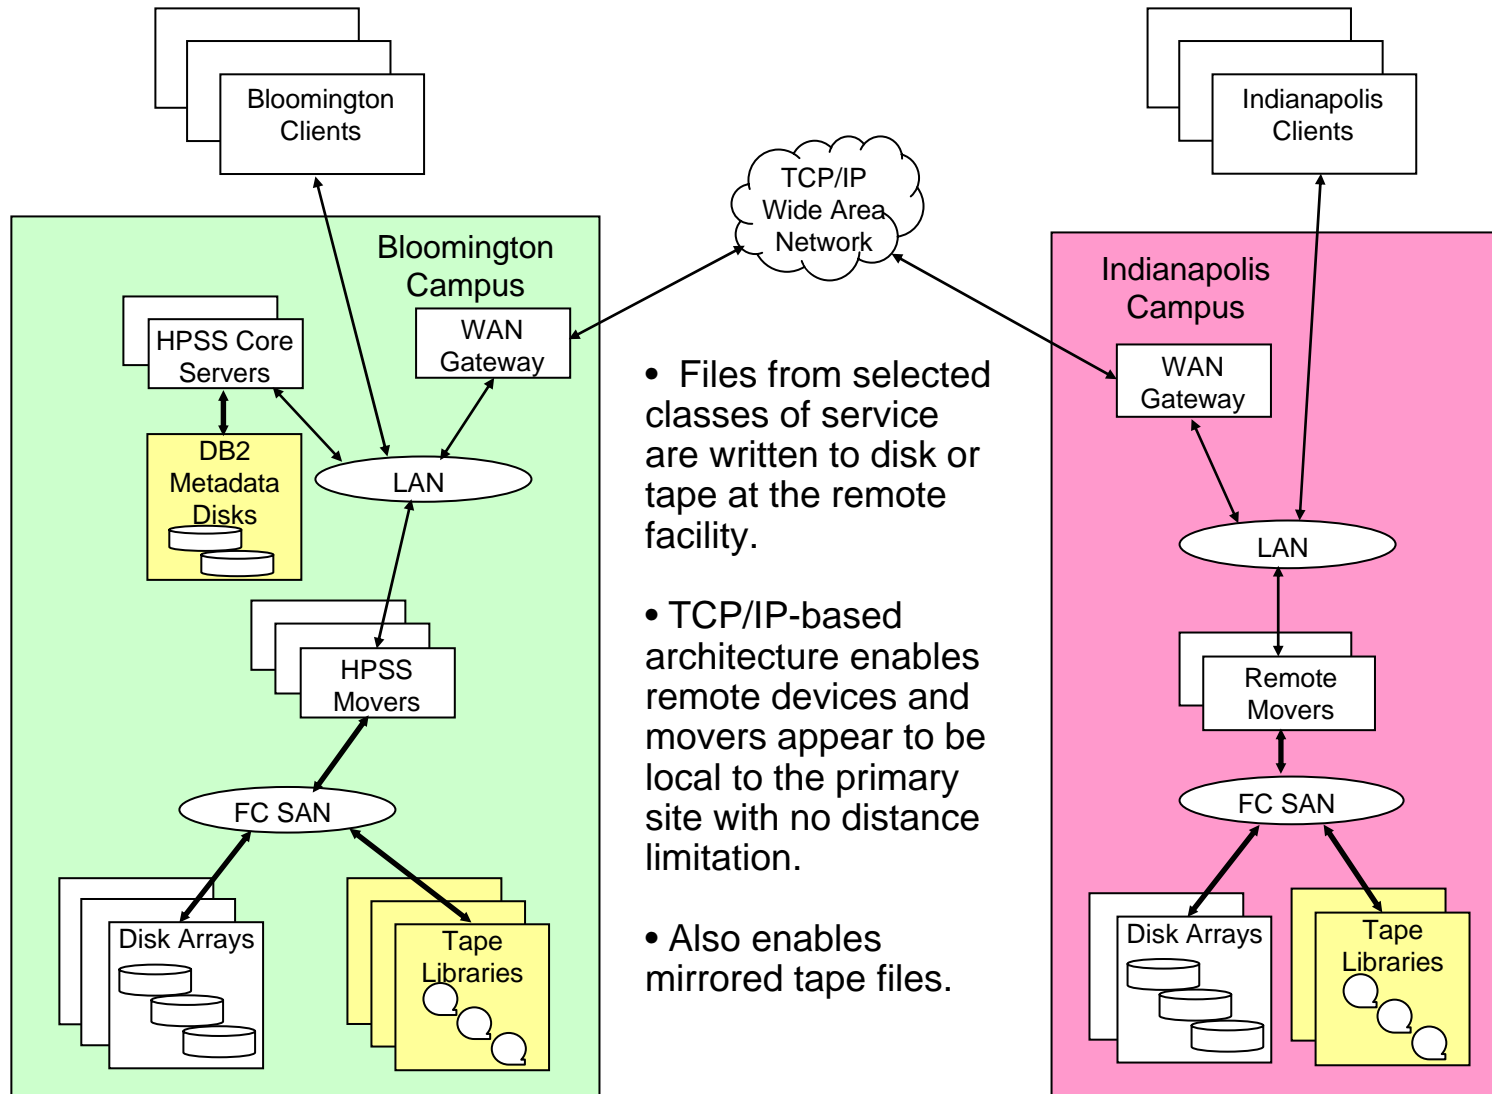 Bloomington
Clients
Indianapolis
Clients
TCP/IP
Wide Area
Network
Bloomington
Campus
HPSS Core
Servers
WAN
Gateway
DB2
Metadata
Disks
LAN
HPSS
Movers
FC SAN
Disk Arrays
Tape
Libraries
• Files from selected
classes of service
are written to disk or
tape at the remote
facility.
• TCP/IP-based
architecture enables
remote devices and
movers appear to be
local to the primary
site with no distance
limitation.
• Also enables
mirrored tape files.
Indianapolis
Campus
WAN
Gateway
LAN
Remote
Movers
FC SAN
Disk Arrays
Tape
Libraries